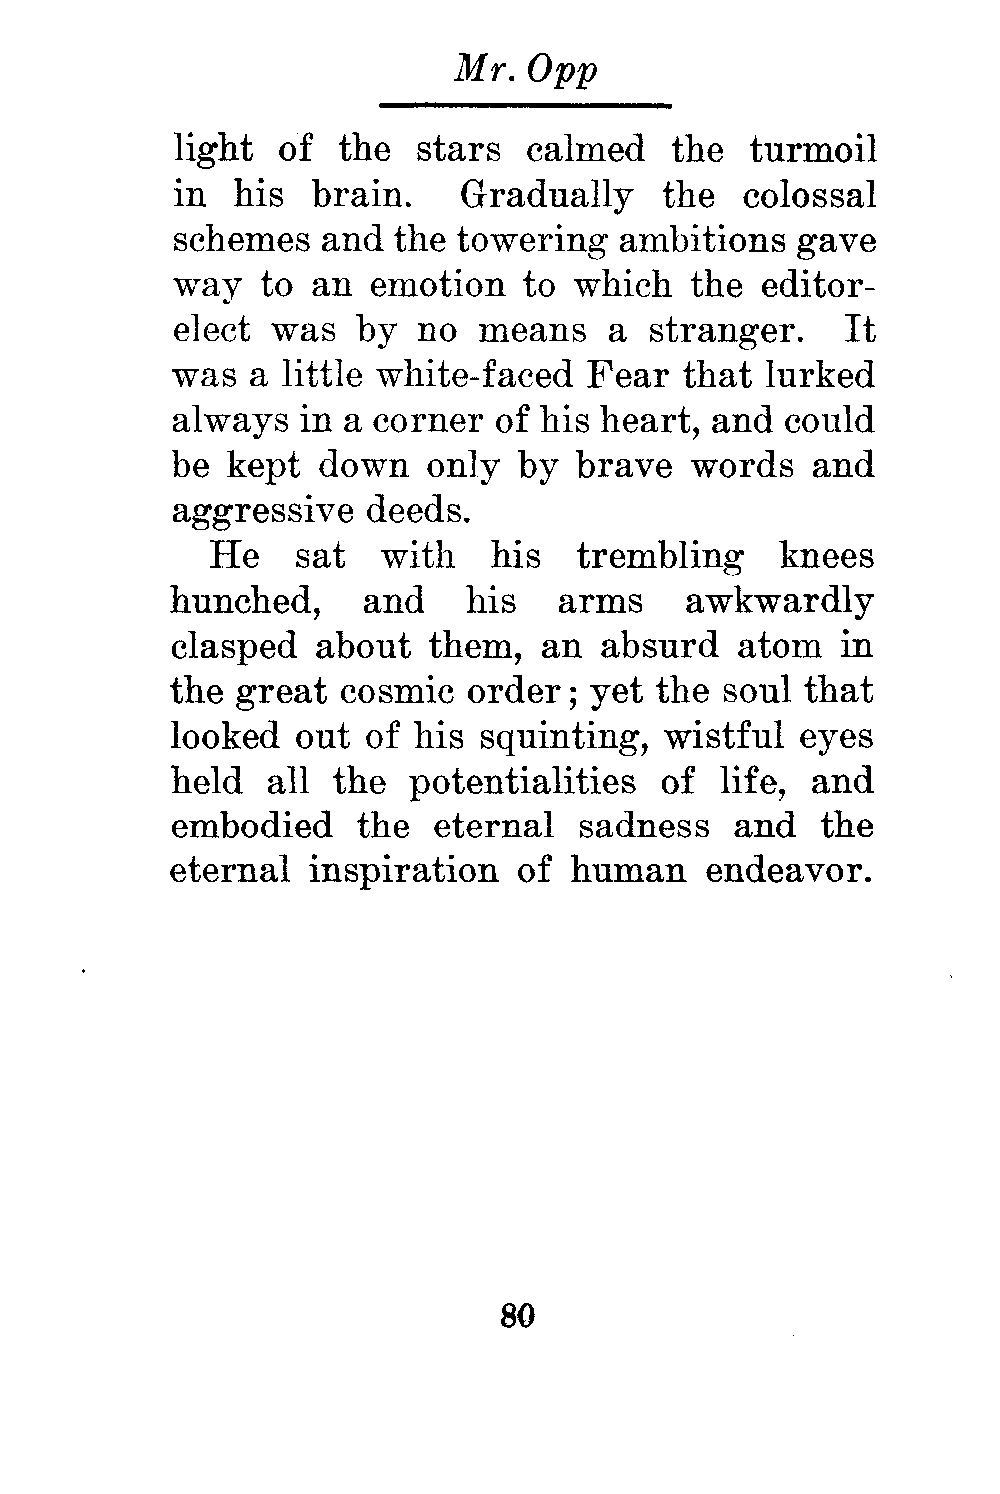 Mr. Opp
light of the stars calmed the turmoil
in his brain. Gradually the colossal
schemes and the towering ambitions gave
way to an emotion to which the editor-
elect was by no means a stranger. It
was a little white-faced Fear that lurked
always in a corner of his heart, and could
be kept down only by brave words and
aggressive deeds.
He sat with his trembling knees
hunched, and his arms awkwardly
clasped about them, an absurd atom in
the great cosmic order; yet the soul that
looked out of his squinting, wistful eyes
held all the potentialities of life, and
embodied the eternal sadness and the
eternal inspiration of human endeavor.
80